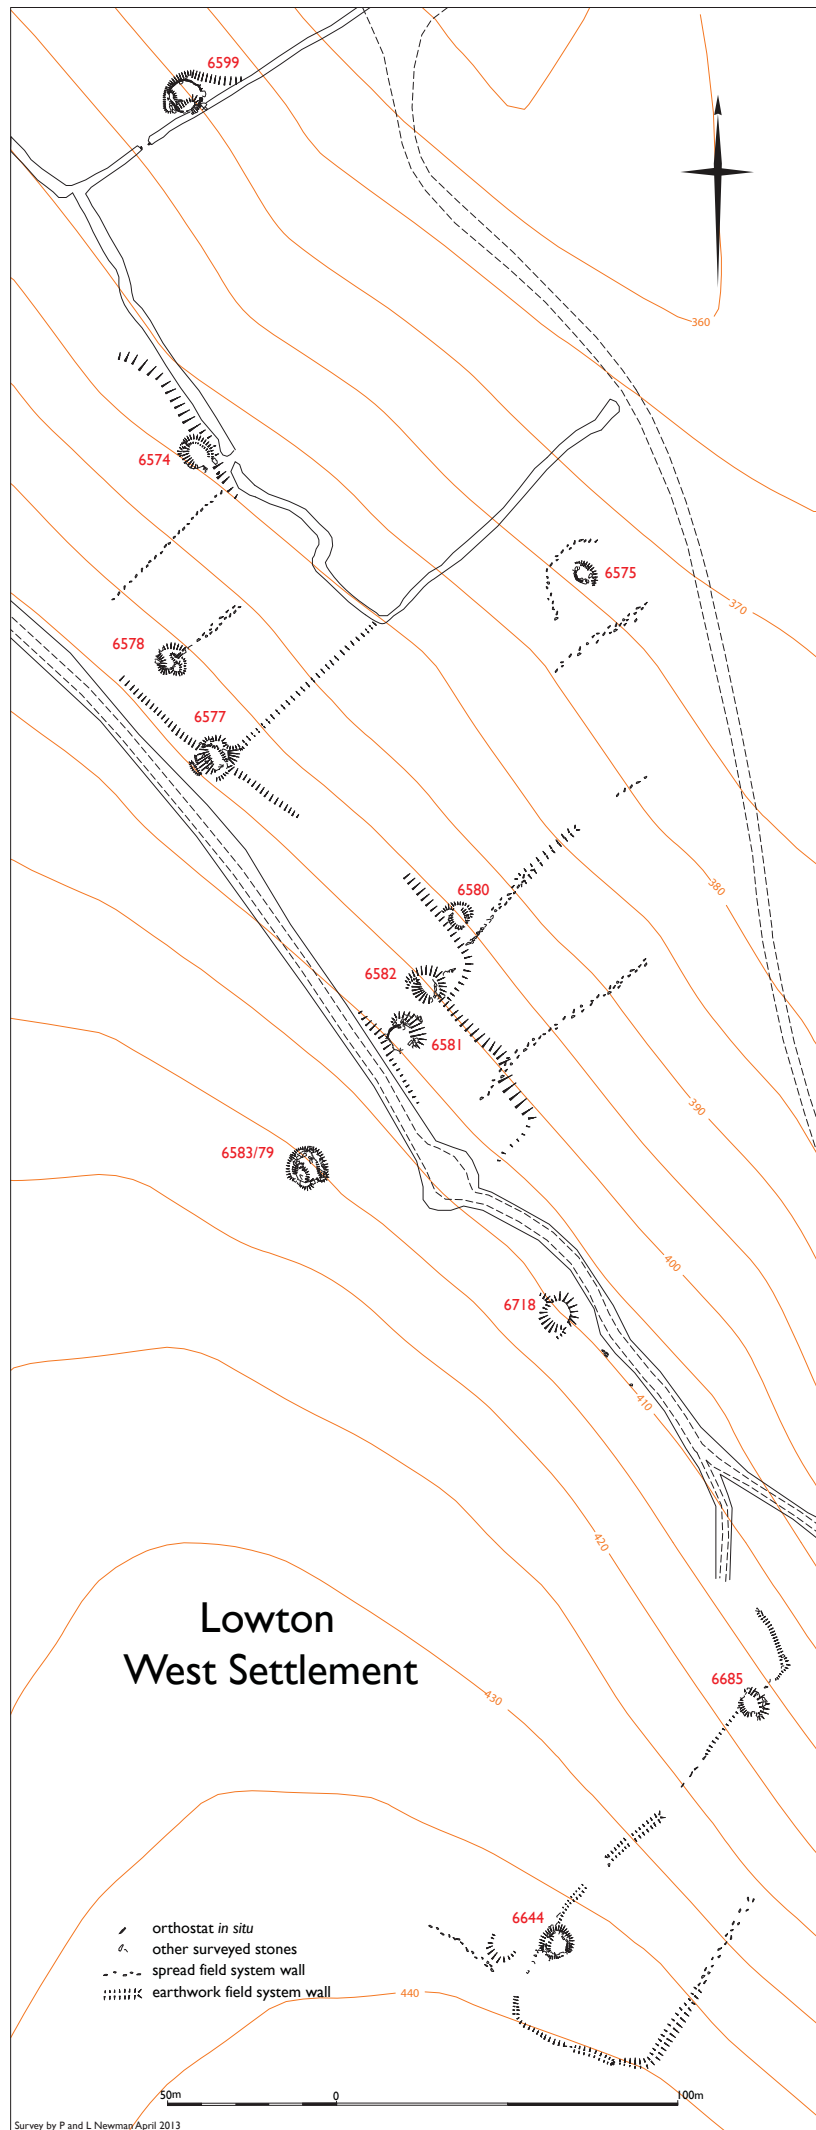 6599
360
6574
6575
370
6578
6577
380
6580
6582
6581
390
6583/79
400
6718
410
420
Lowton
West Settlement
430
6685
6644
orthostat in situ
other surveyed stones
spread field system wall
earthwork field system wall
440
50m 0 100m
Survey by P and L Newman April 2013